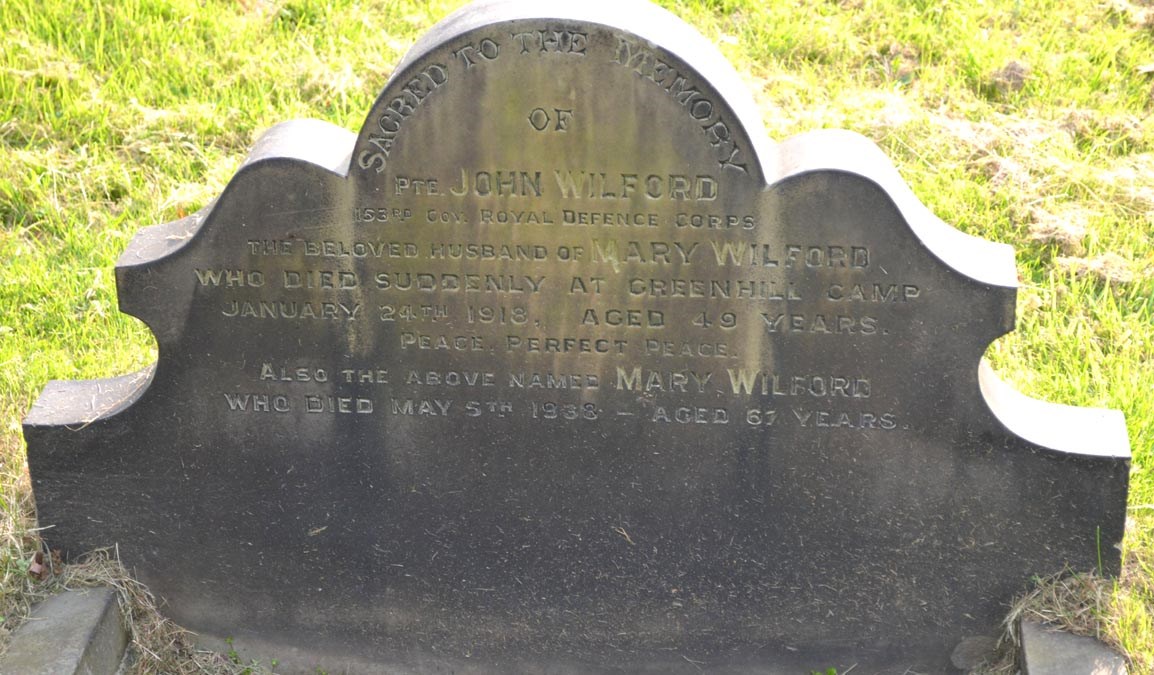 SACRED TO THE MEMORY
OF
PTE. JOHN WILFORD
153RD COY. ROYAL DEFENCE CORPS
THE BELOVED HUSBAND OF MARY WILFORD
WHO DIED SUDDENLY AT GREENHILL CAMP
JANUARY 24TH 1918, AGED 49 YEARS.
PEACE, PERFECT PEACE.
ALSO THE ABOVE NAMED MARY WILFORD
WHO DIED MAY 5TH 1938 - AGED 67 YEARS.